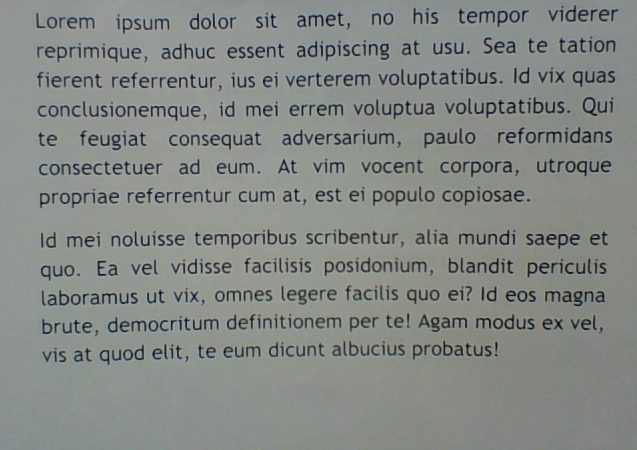 Lorem ipsum dolor sit amet, no his tempor viderer
reprimique, adhuc essent adipiscing at usu. Sea te tation
fierent referrentur, ius ei verterem voluptatibus. Id vix quas
conclusionemque, id mei errem voluptua voluptatibus. Qui
te feugiat consequat adversarium, paulo reformidans
consectetuer ad eum. At vim vocent corpora, utroque
propriae referrentur cum at, est ei populo copiosae.
Id mei noluisse temporibus scribentur, alia mundi saepe et
quo. Ea vel vidisse facilisis posidonium, blandit periculis
laboramus ut vix, omnes legere facilis quo ei? Id eos magna
brute, democritum definitionem per te! Agam modus ex vel,
vis at quod elit, te eum dicunt albucius probatus!